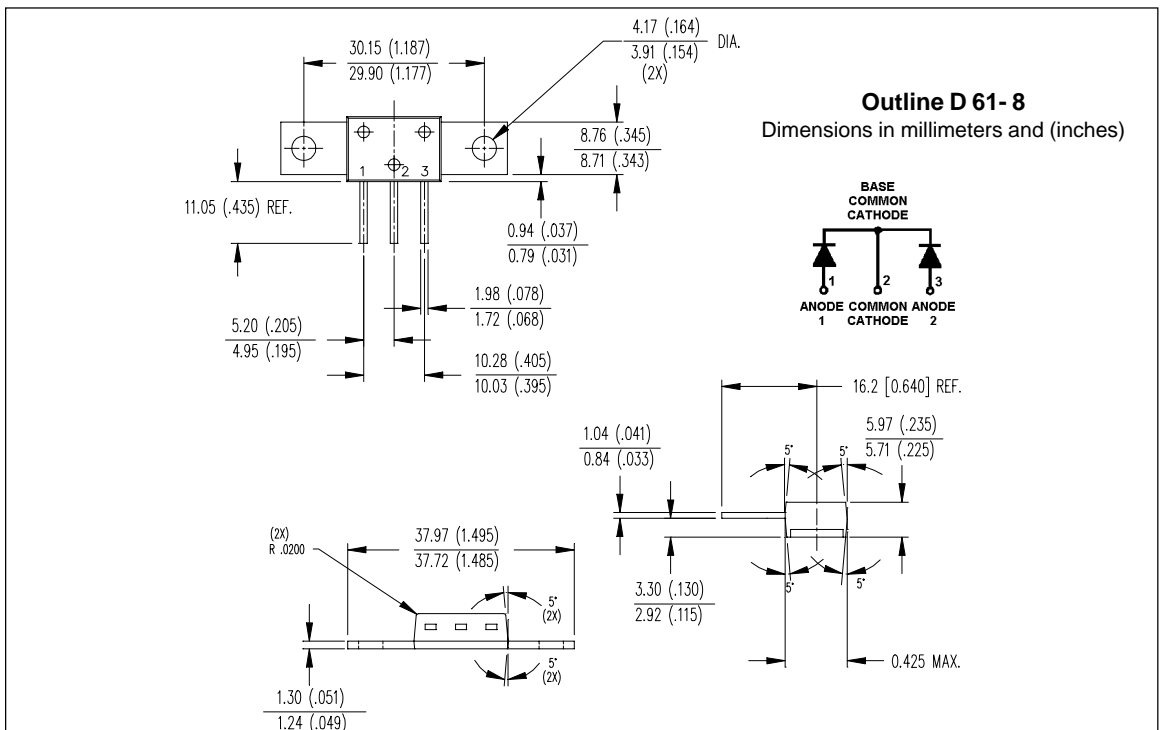 30.15 (1.187)
29.90 (1.177)
4.17 (.164)
3.91 (.154)
DIA.
(2X)
Outline D 61- 8
Dimensions in millimeters and (inches)
8.76 (.345)
8.71 (.343)
1 2 3
11.05 (.435) REF.
0.94 (.037)
0.79 (.031)
BASE
COMMON
CATHODE
1 2 3
ANODE COMMON ANODE
1 CATHODE 2
1.98 (.078)
1.72 (.068)
5.20 (.205)
4.95 (.195)
10.28 (.405)
10.03 (.395)
16.2 [0.640] REF.
1.04 (.041)
0.84 (.033)
5.97 (.235)
5.71 (.225)
5° 5°
(2X)
R .0200
37.97 (1.495)
37.72 (1.485)
5°
(2X)
5°
(2X)
3.30 (.130)
2.92 (.115)
5° 5°
0.425 MAX.
1.30 (.051)
1.24 (.049)